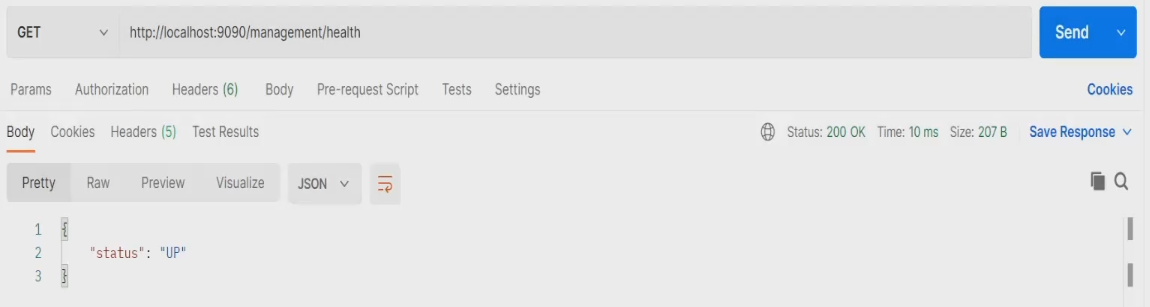 GET http://localhost:9090/management/health Send
Params Authorization Headers (6) Body Pre-request Script Tests Settings Cookies
Body Cookies Headers (5) Test Results Status: 200 OK Time: 10 ms Size: 207 B Save Response
Pretty Raw Preview Visualize JSON
1 {
2 "status": "UP"
3 }